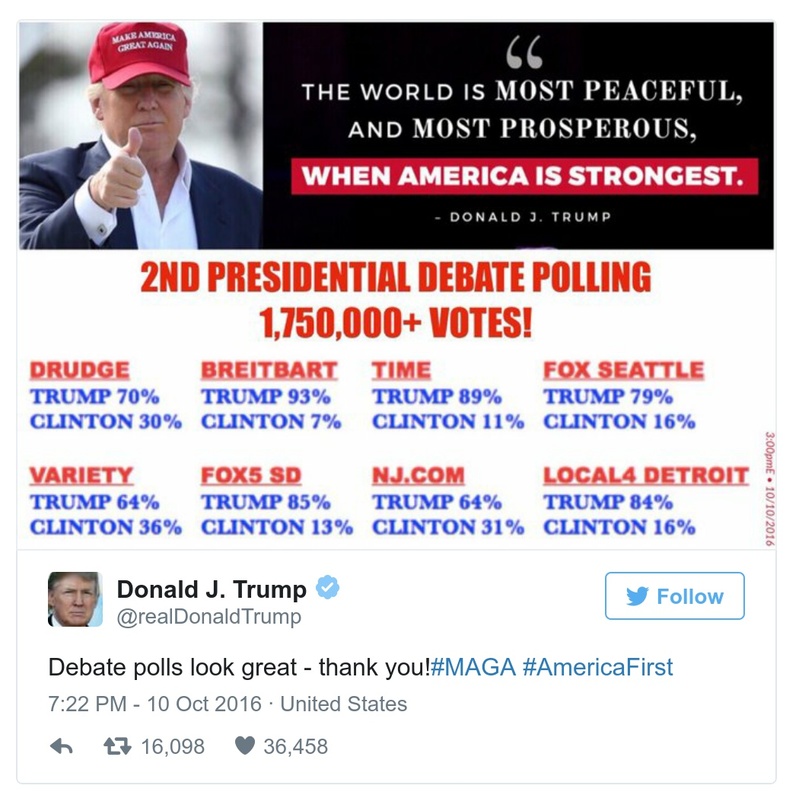 MAKE AMERICA
GREAT AGAIN
“
THE WORLD IS MOST PEACEFUL,
AND MOST PROSPEROUS,
WHEN AMERICA IS STRONGEST.
- DONALD J. TRUMP
2ND PRESIDENTIAL DEBATE POLLING
1,750,000+ VOTES!
DRUDGE BREITBART TIME FOX SEATTLE
TRUMP 70% TRUMP 93% TRUMP 89% TRUMP 79%
CLINTON 30% CLINTON 7% CLINTON 11% CLINTON 16%
VARIETY FOX5 SD NJ.COM LOCAL4 DETROIT
TRUMP 64% TRUMP 85% TRUMP 64% TRUMP 84%
CLINTON 36% CLINTON 13% CLINTON 31% CLINTON 16%
3:00pmE • 10/10/2016
Donald J. Trump
@realDonaldTrump
Follow
Debate polls look great - thank you!#MAGA #AmericaFirst
7:22 PM - 10 Oct 2016 · United States
16,098 36,458